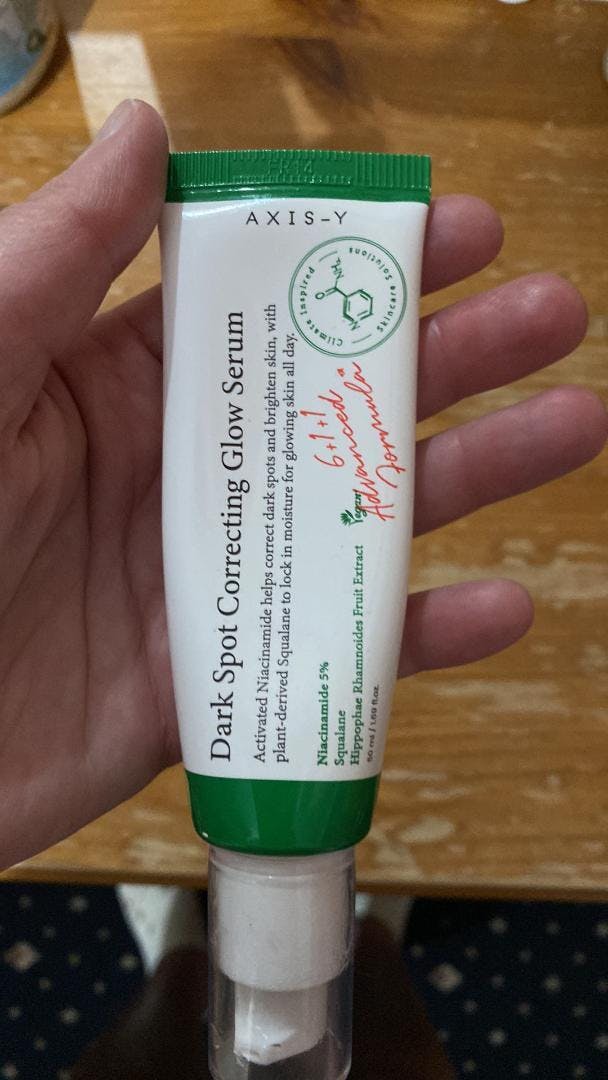 AXIS-Y
Dark Spot Correcting Glow Serum
Activated Niacinamide helps correct dark spots and brighten skin, with
plant-derived Squalane to lock in moisture for glowing skin all day.
Climate Inspired
Skincare Solutions
N
O
NH₂
6+1+1
Advanced
Formula
Vegan
Niacinamide 5%
Squalane
Hippophae Rhamnoides Fruit Extract
50 ml / 1.69 fl.oz.